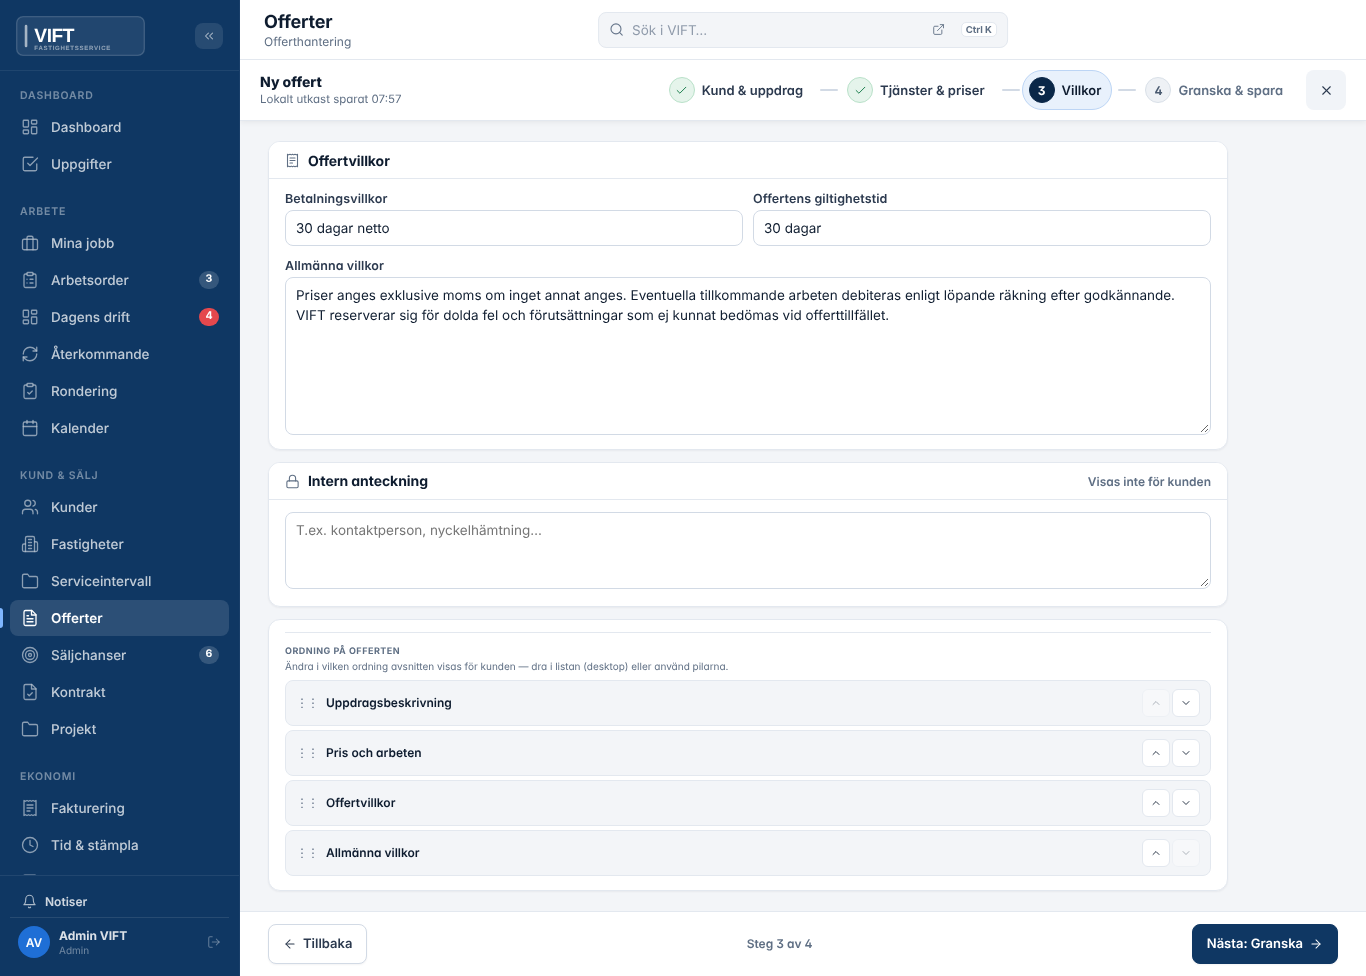 VIFT
FASTIGHETSSERVICE
DASHBOARD
Dashboard
Uppgifter
ARBETE
Mina jobb
Arbetsorder 3
Dagens drift 4
Återkommande
Rondering
Kalender
KUND & SÄLJ
Kunder
Fastigheter
Serviceintervall
Offerter
Säljchanser 6
Kontrakt
Projekt
EKONOMI
Fakturering
Tid & stämpla
Notiser
AV
Admin VIFT
Admin
Offerter
Offerthantering
Sök i VIFT...
Ctrl K
Ny offert
Lokalt utkast sparat 07:57
Kund & uppdrag
Tjänster & priser
3 Villkor
4 Granska & spara
Offertvillkor
Betalningsvillkor
30 dagar netto
Offertens giltighetstid
30 dagar
Allmänna villkor
Priser anges exklusive moms om inget annat anges. Eventuella tillkommande arbeten debiteras enligt löpande räkning efter godkännande.
VIFT reserverar sig för dolda fel och förutsättningar som ej kunnat bedömas vid offerttillfället.
Intern anteckning
Visas inte för kunden
T.ex. kontaktperson, nyckelhämtning...
ORDNING PÅ OFFERTEN
Ändra i vilken ordning avsnitten visas för kunden — dra i listan (desktop) eller använd pilarna.
Uppdragsbeskrivning
Pris och arbeten
Offertvillkor
Allmänna villkor
Tillbaka
Steg 3 av 4
Nästa: Granska